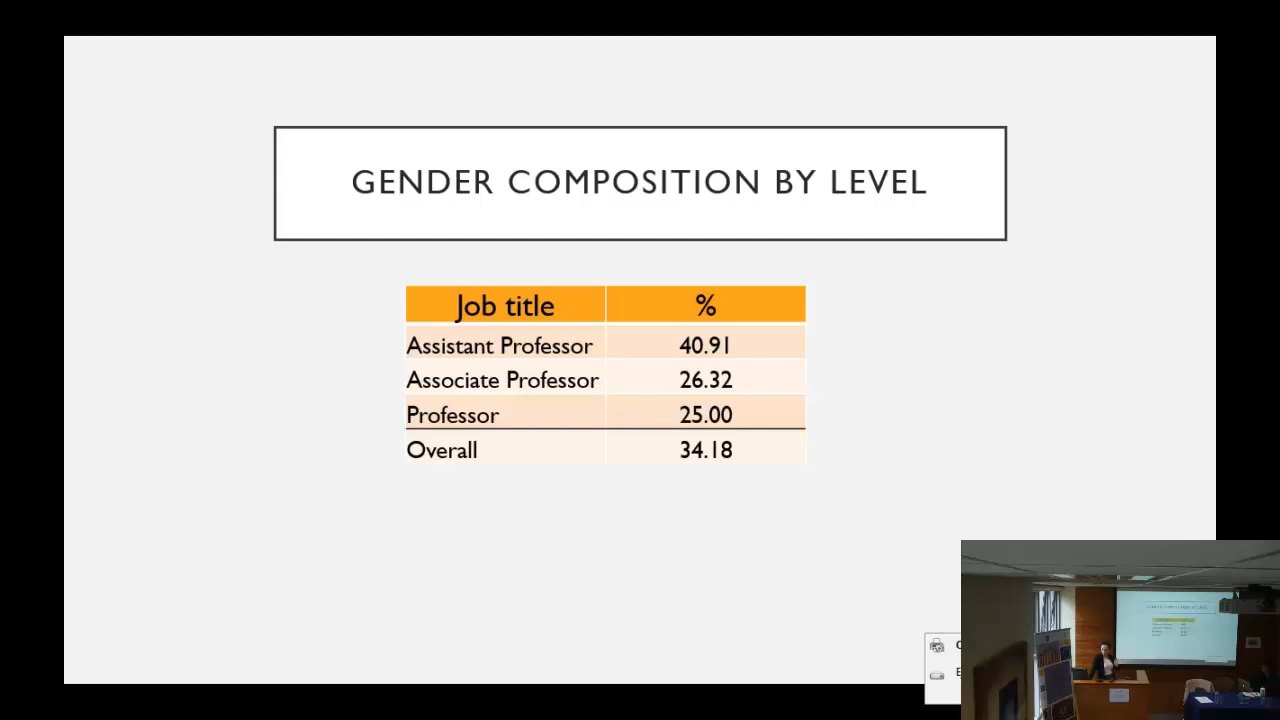 GENDER COMPOSITION BY LEVEL
Job title %
Assistant Professor 40.91
Associate Professor 26.32
Professor 25.00
Overall 34.18